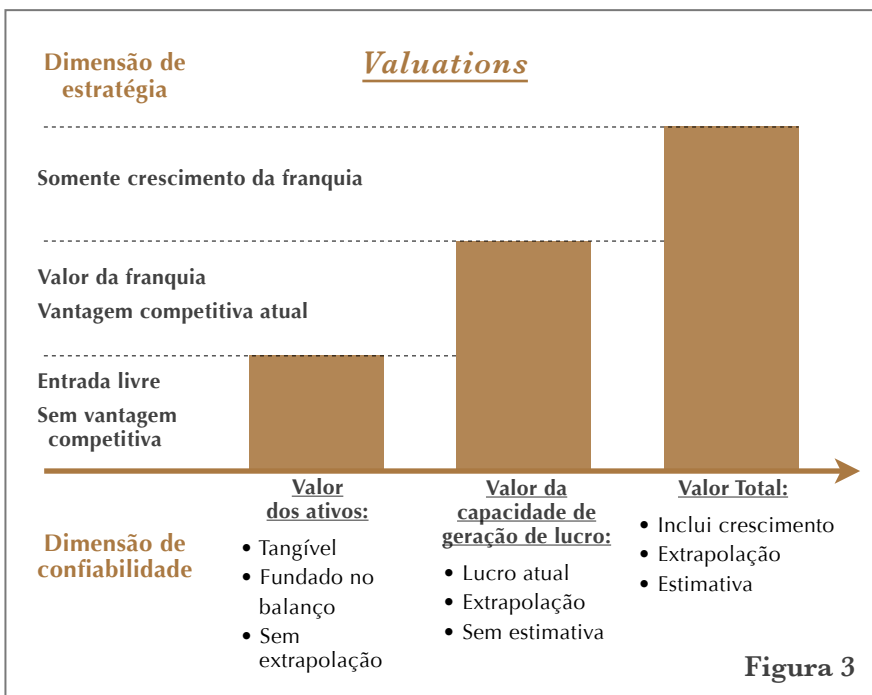 Dimensão de
estratégia
Valuations
Somente crescimento da franquia
Valor da franquia
Vantagem competitiva atual
Entrada livre
Sem vantagem
competitiva
Dimensão de
confiabilidade
Valor
dos ativos:
• Tangível
• Fundado no
balanço
• Sem
extrapolação
Valor da
capacidade de
geração de lucro:
• Lucro atual
• Extrapolação
• Sem estimativa
Valor Total:
• Inclui crescimento
• Extrapolação
• Estimativa
Figura 3